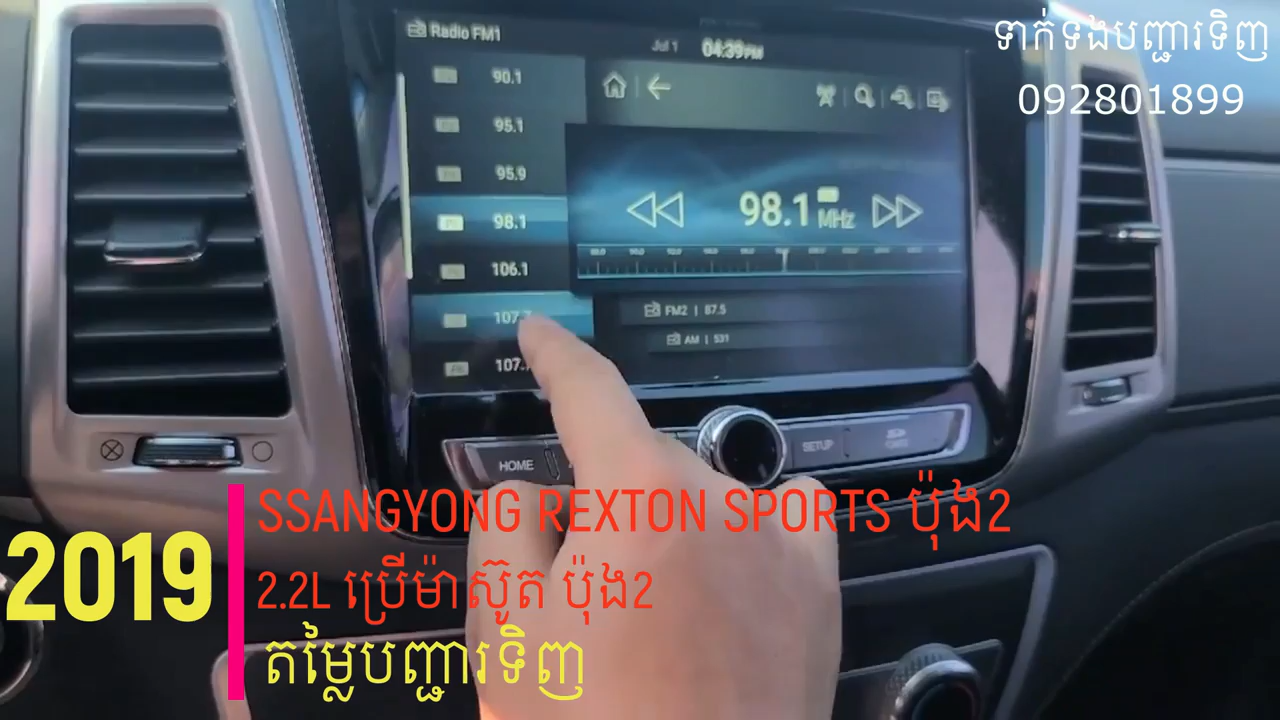 ទាក់ទងបញ្ជារទិញ
092801899
Radio FM1
Jul 1 04:39PM
90.1
95.1
95.9
98.1
106.1
107.7
98.1 MHz
FM2 | 87.5
AM | 531
HOME
SETUP
2019
SSANGYONG REXTON SPORTS ប៉ុង2
2.2L ប្រើម៉ាស៊ូត ប៉ុង2
តម្លៃបញ្ជារទិញ